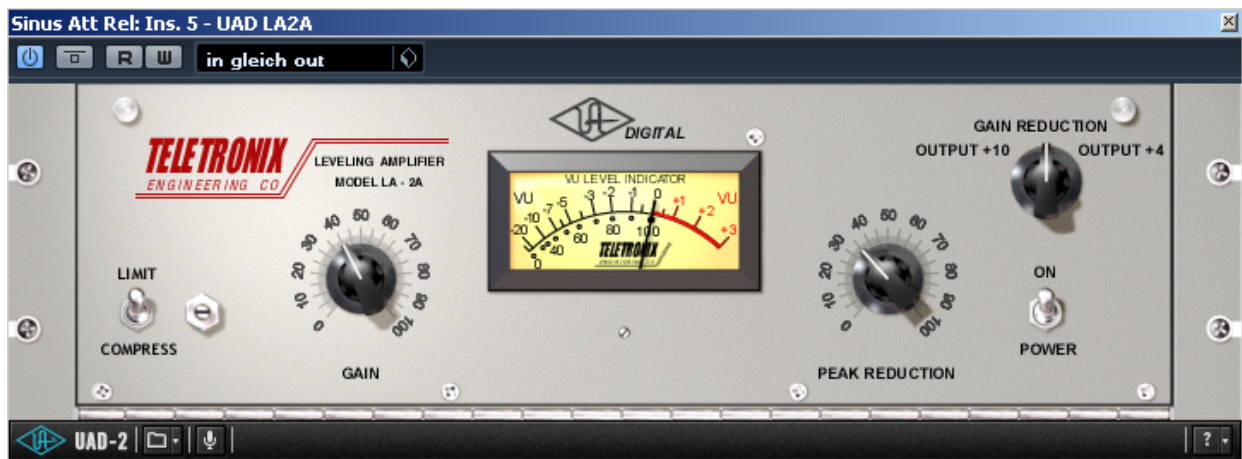 Sinus Att Rel: Ins. 5 - UAD LA2A
R W in gleich out
UA DIGITAL
TELETRONIX
ENGINEERING CO
LEVELING AMPLIFIER
MODEL LA - 2A
GAIN REDUCTION
OUTPUT +10 OUTPUT +4
VU LEVEL INDICATOR
VU -20 -10 -7 -5 -3 -2 -1 0 +1 +2 +3 VU
0 40 60 80 100
TELETRONIX
LIMIT
COMPRESS
0 10 20 30 40 50 60 70 80 90 100
GAIN
0 10 20 30 40 50 60 70 80 90 100
PEAK REDUCTION
ON
POWER
UA UAD-2 ?